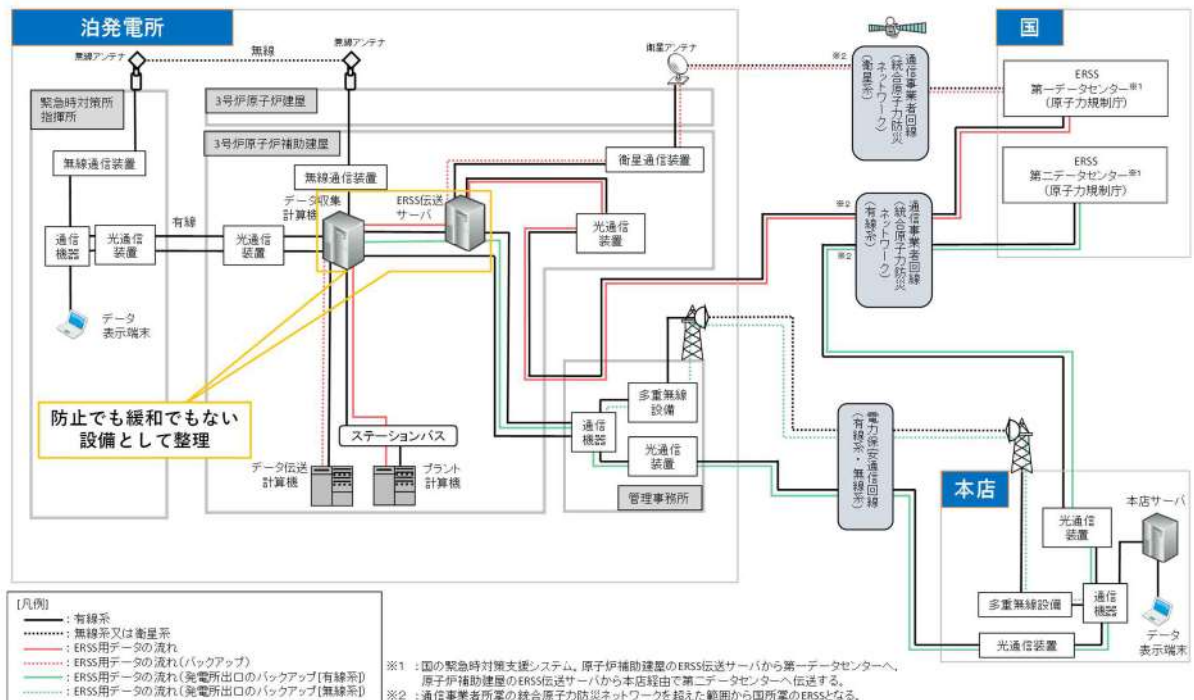 泊発電所
無線アンテナ
無線
無線アンテナ
衛星アンテナ
緊急時対策所
指揮所
3号炉原子炉建屋
3号炉原子炉補助建屋
無線通信装置
無線通信装置
衛星通信装置
データ収集
計算機
ERSS伝送
サーバ
有線
通信
機器
光通信
装置
光通信
装置
光通信
装置
データ
表示端末
防止でも緩和でもない
設備として整理
ステーションバス
データ伝送
計算機
プラント
計算機
多重無線
設備
通信
機器
光通信
装置
管理事務所
※2
通信事業者回線
(統合原子力防災
ネットワーク)
(衛星系)
※2
通信事業者回線
(統合原子力防災
ネットワーク)
(有線系)
※2
電力保安通信回線
(有線系・無線系)
国
ERSS
第一データセンター※1
(原子力規制庁)
ERSS
第二データセンター※1
(原子力規制庁)
本店
本店サーバ
光通信
装置
多重無線設備
通信
機器
光通信装置
データ
表示端末
[凡例]
:有線系
:無線系又は衛星系
:ERSS用データの流れ
:ERSS用データの流れ(バックアップ)
:ERSS用データの流れ(発電所出口のバックアップ[有線系])
:ERSS用データの流れ(発電所出口のバックアップ[無線系])
※1 :国の緊急時対策支援システム。原子炉補助建屋のERSS伝送サーバから第一データセンターへ、
原子炉補助建屋のERSS伝送サーバから本店経由で第二データセンターへ伝送する。
※2 :通信事業者所掌の統合原子力防災ネットワークを超えた範囲から国所掌のERSSとなる。